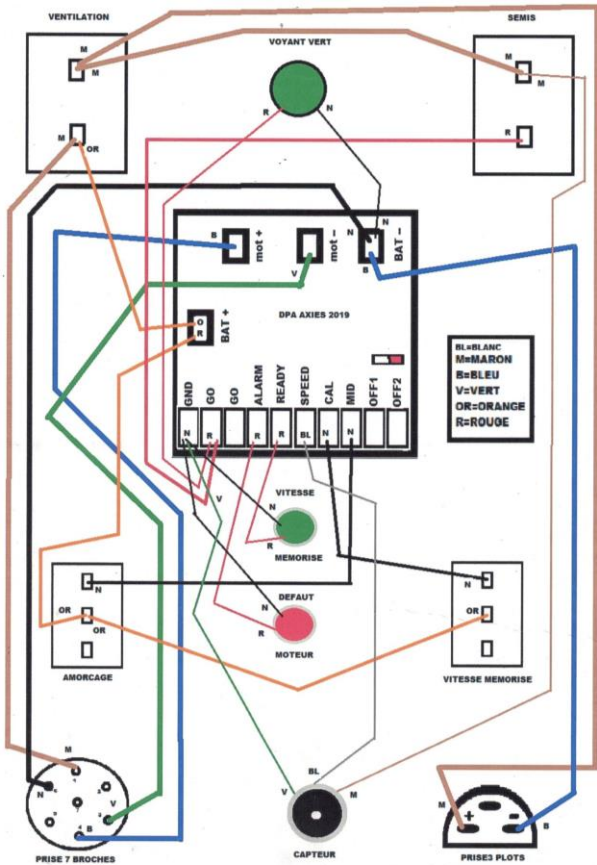 VENTILATION
SEMIS
VOYANT VERT
M
M
M
M
R
N
M
OR
R
N
N
B
mot +
mot -
BAT -
V
B
O
R
BAT +
DPA AXIES 2019
BL=BLANC
M=MARON
B=BLEU
V=VERT
OR=ORANGE
R=ROUGE
GND
GO
GO
ALARM
READY
SPEED
CAL
MID
OFF1
OFF2
N
R
R
R
BL
N
N
V
VITESSE
N
R
MEMORISE
N
N
DEFAUT
OR
OR
N
OR
R
MOTEUR
AMORCAGE
VITESSE MEMORISE
M
N
V
B
BL
V
M
M
+
-
B
PRISE 7 BROCHES
CAPTEUR
PRISE3 PLOTS